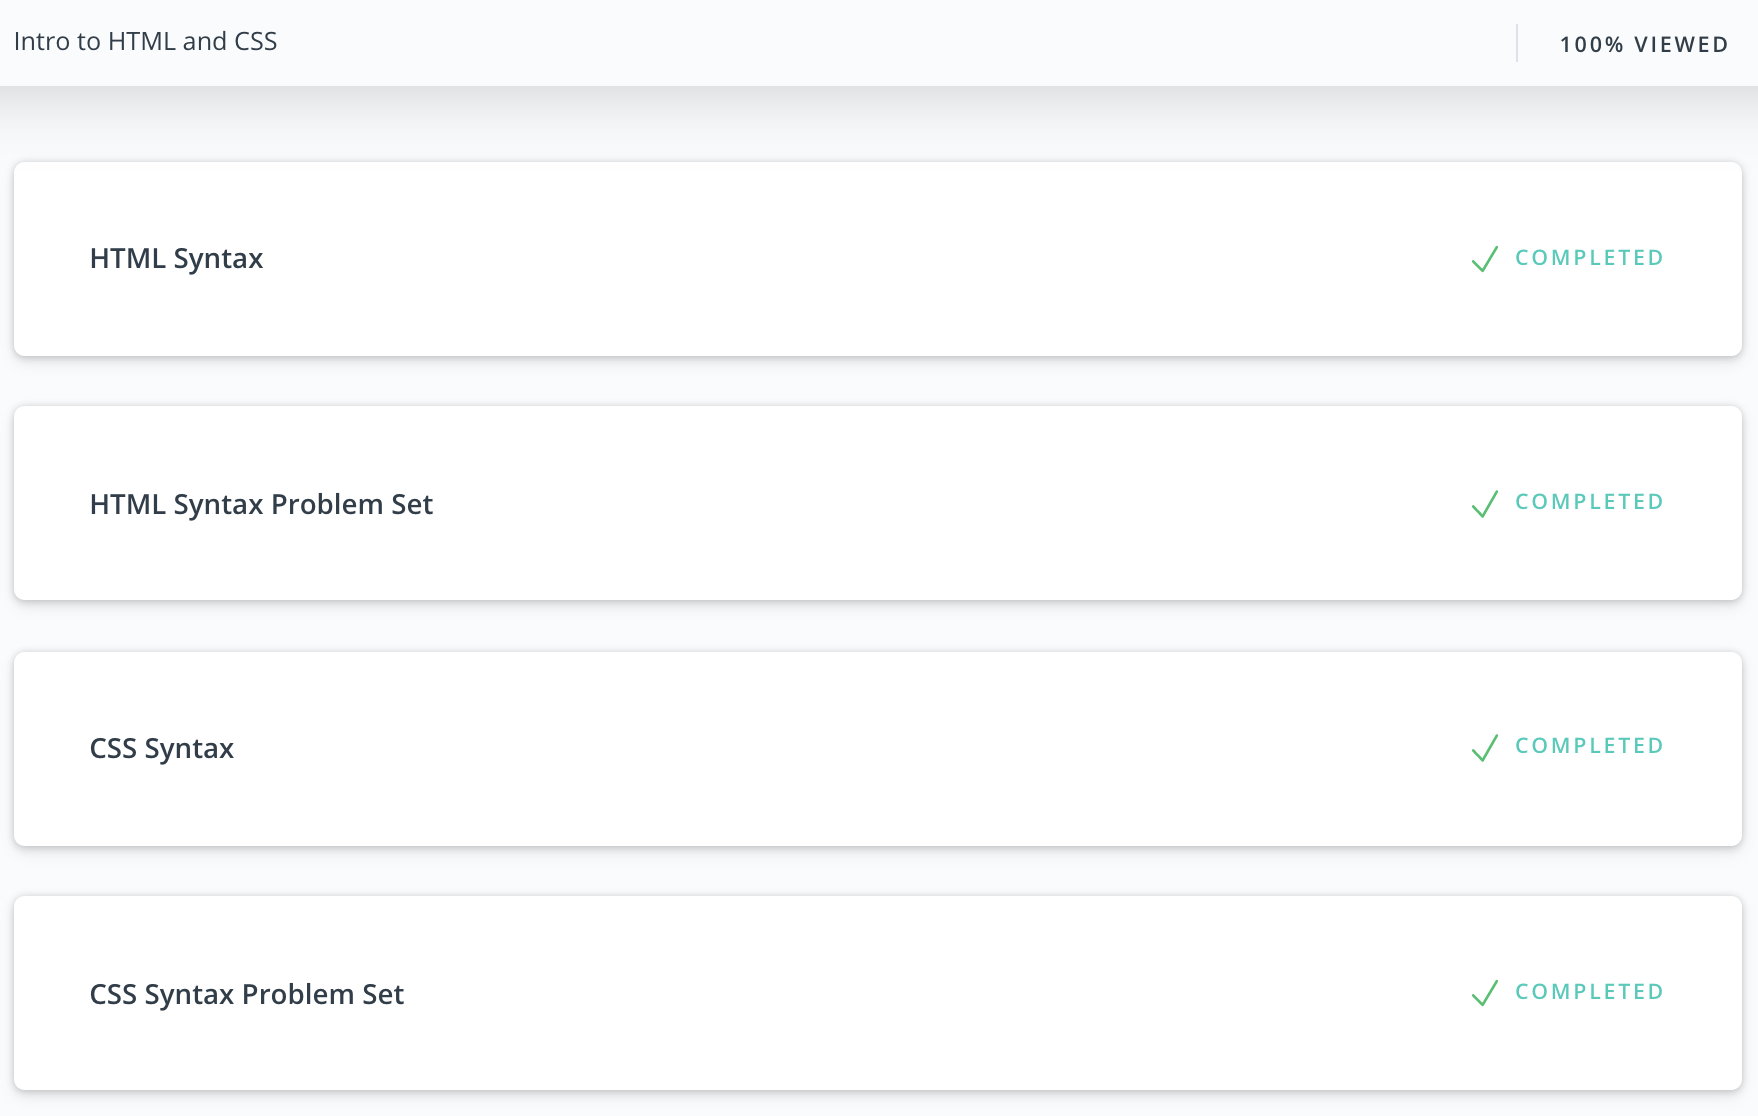 Intro to HTML and CSS
100% VIEWED
HTML Syntax
COMPLETED
HTML Syntax Problem Set
COMPLETED
CSS Syntax
COMPLETED
CSS Syntax Problem Set
COMPLETED